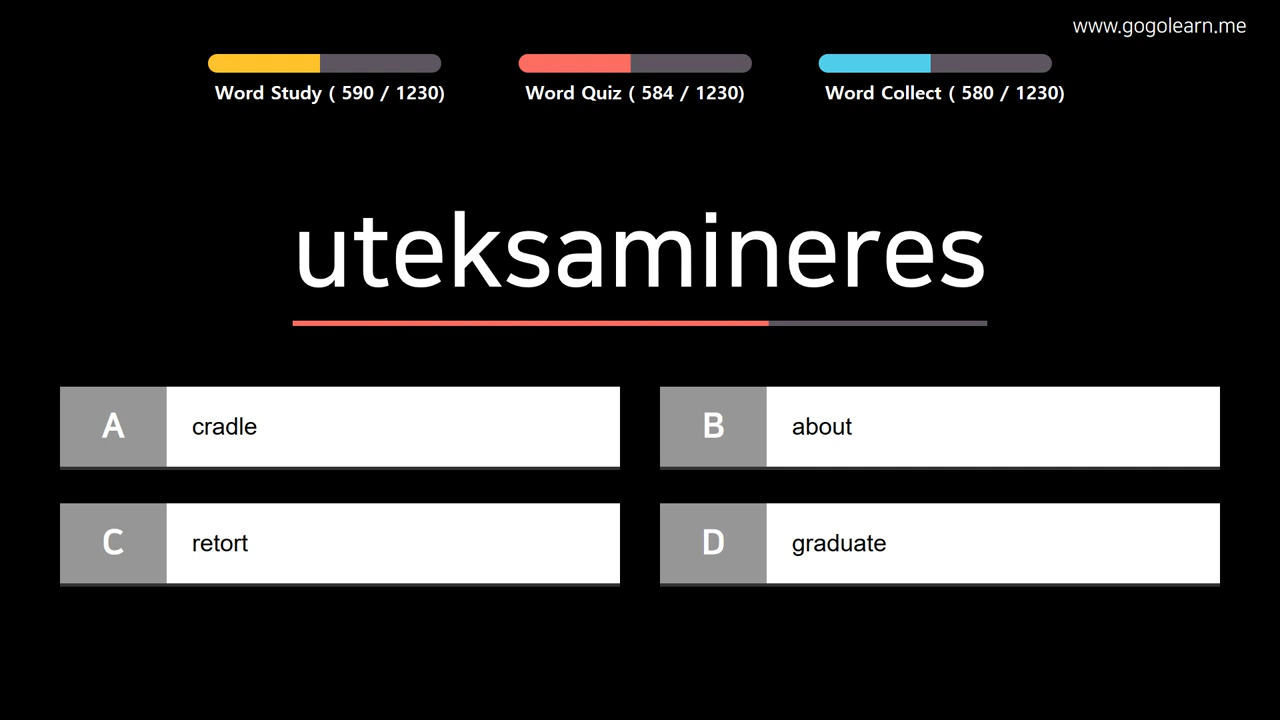 www.gogolearn.me
Word Study ( 590 / 1230)
Word Quiz ( 584 / 1230)
Word Collect ( 580 / 1230)
uteksamineres
A cradle
B about
C retort
D graduate